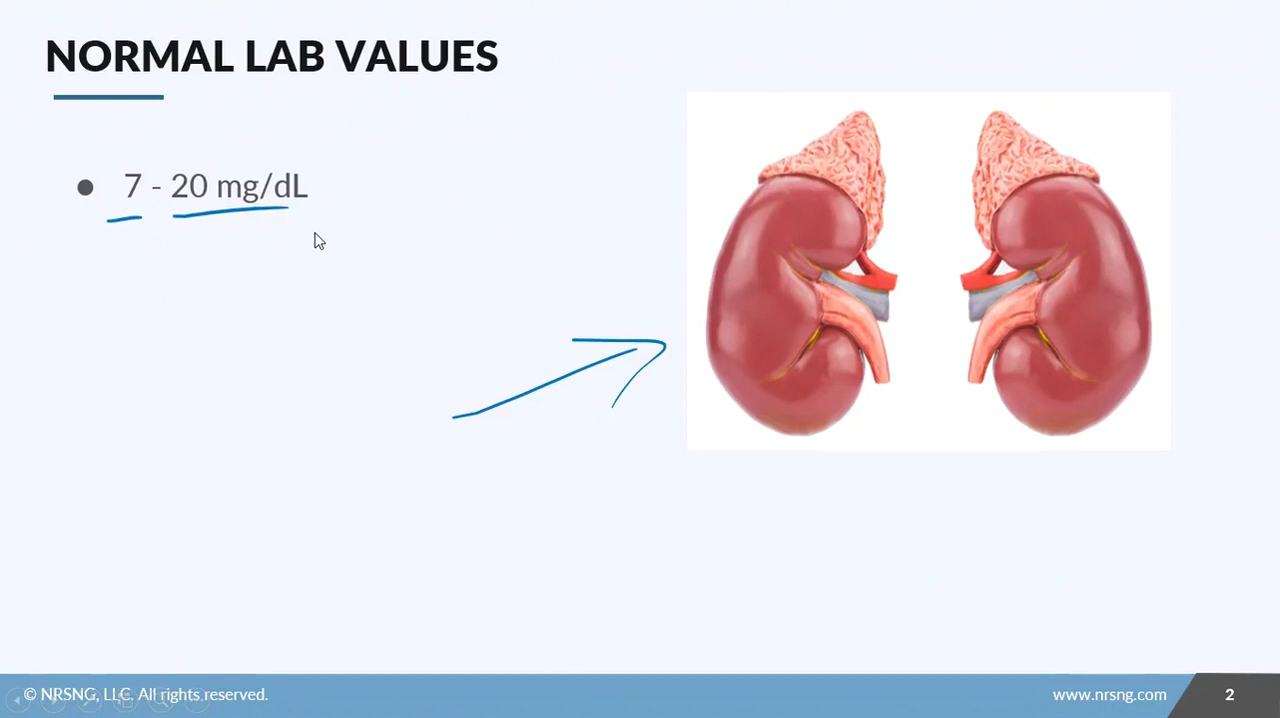 NORMAL LAB VALUES
● 7 - 20 mg/dL
© NRSNG, LLC. All rights reserved.
www.nrsng.com
2